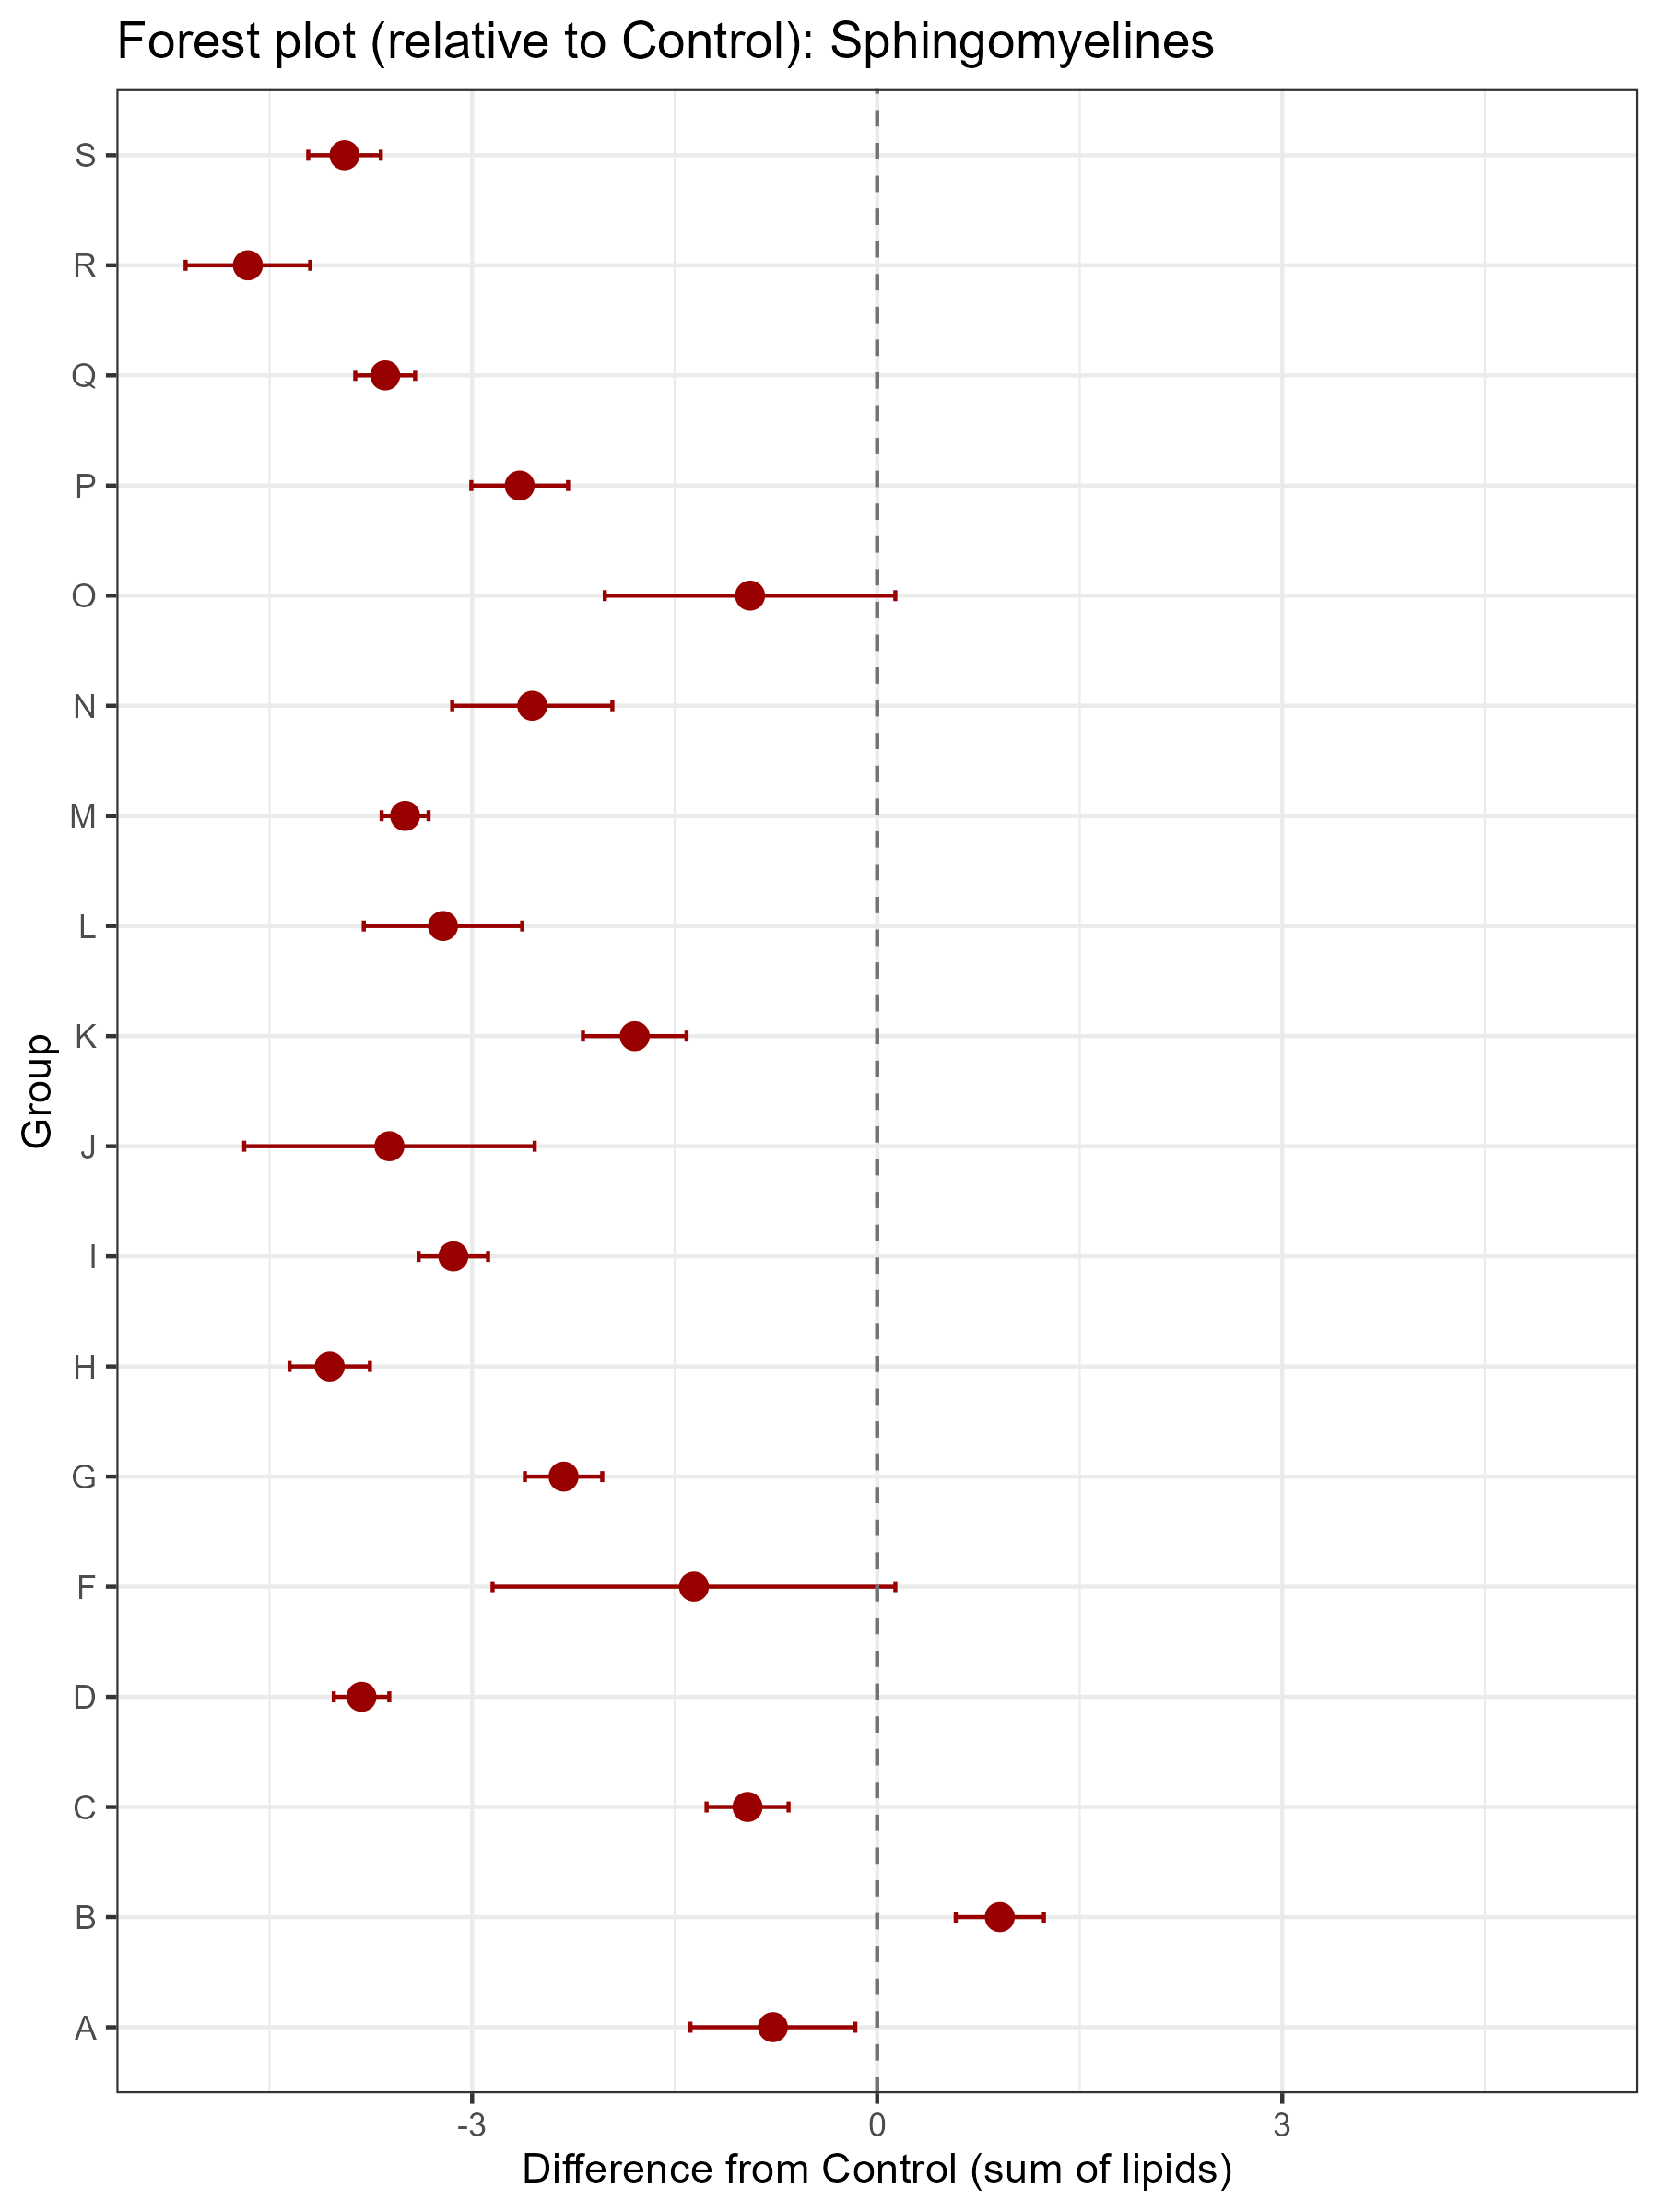 Forest plot (relative to Control): Sphingomyelines
S
R
Q
P
O
N
M
L
K
J
I
H
G
F
D
C
B
A
Group
-3 0 3
Difference from Control (sum of lipids)